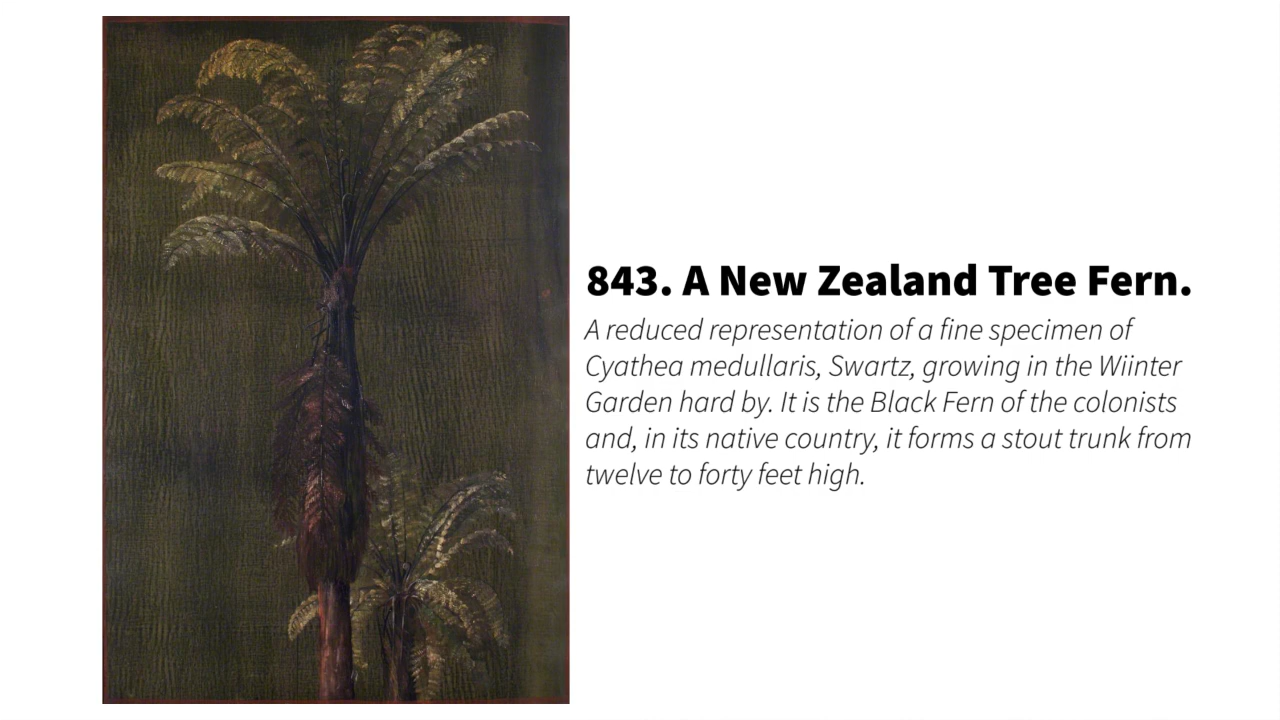 843. A New Zealand Tree Fern.
A reduced representation of a fine specimen of
Cyathea medullaris, Swartz, growing in the Wiinter
Garden hard by. It is the Black Fern of the colonists
and, in its native country, it forms a stout trunk from
twelve to forty feet high.